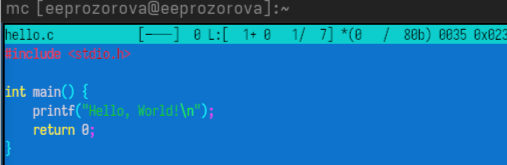 mc [eeprozorova@eeprozorova]:~
hello.c [----] 0 L:[ 1+ 0 1/ 7] *(0 / 80b) 0035 0x023
#include <stdio.h>
int main() {
printf("Hello, World!\n");
return 0;
}